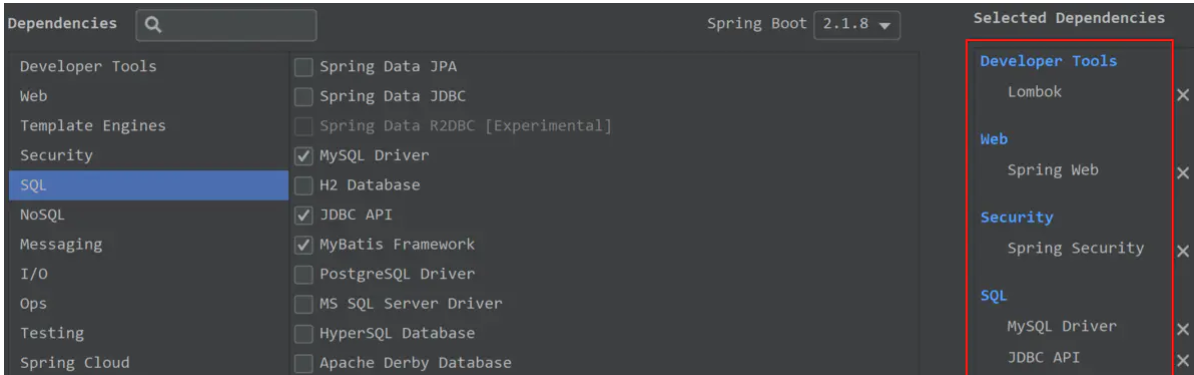 Dependencies
Spring Boot 2.1.8
Selected Dependencies
Developer Tools
Web
Template Engines
Security
SQL
NoSQL
Messaging
I/O
Ops
Testing
Spring Cloud
Spring Data JPA
Spring Data JDBC
Spring Data R2DBC [Experimental]
MySQL Driver
H2 Database
JDBC API
MyBatis Framework
PostgreSQL Driver
MS SQL Server Driver
HyperSQL Database
Apache Derby Database
Developer Tools
Lombok
Web
Spring Web
Security
Spring Security
SQL
MySQL Driver
JDBC API